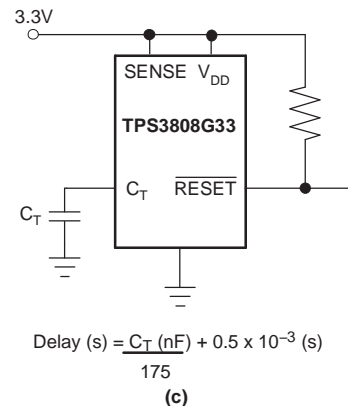 3.3V
SENSE V_DD
TPS3808G33
C_T RESET
C_T
Delay (s) = C_T (nF) + 0.5 x 10⁻³ (s)
175
(c)